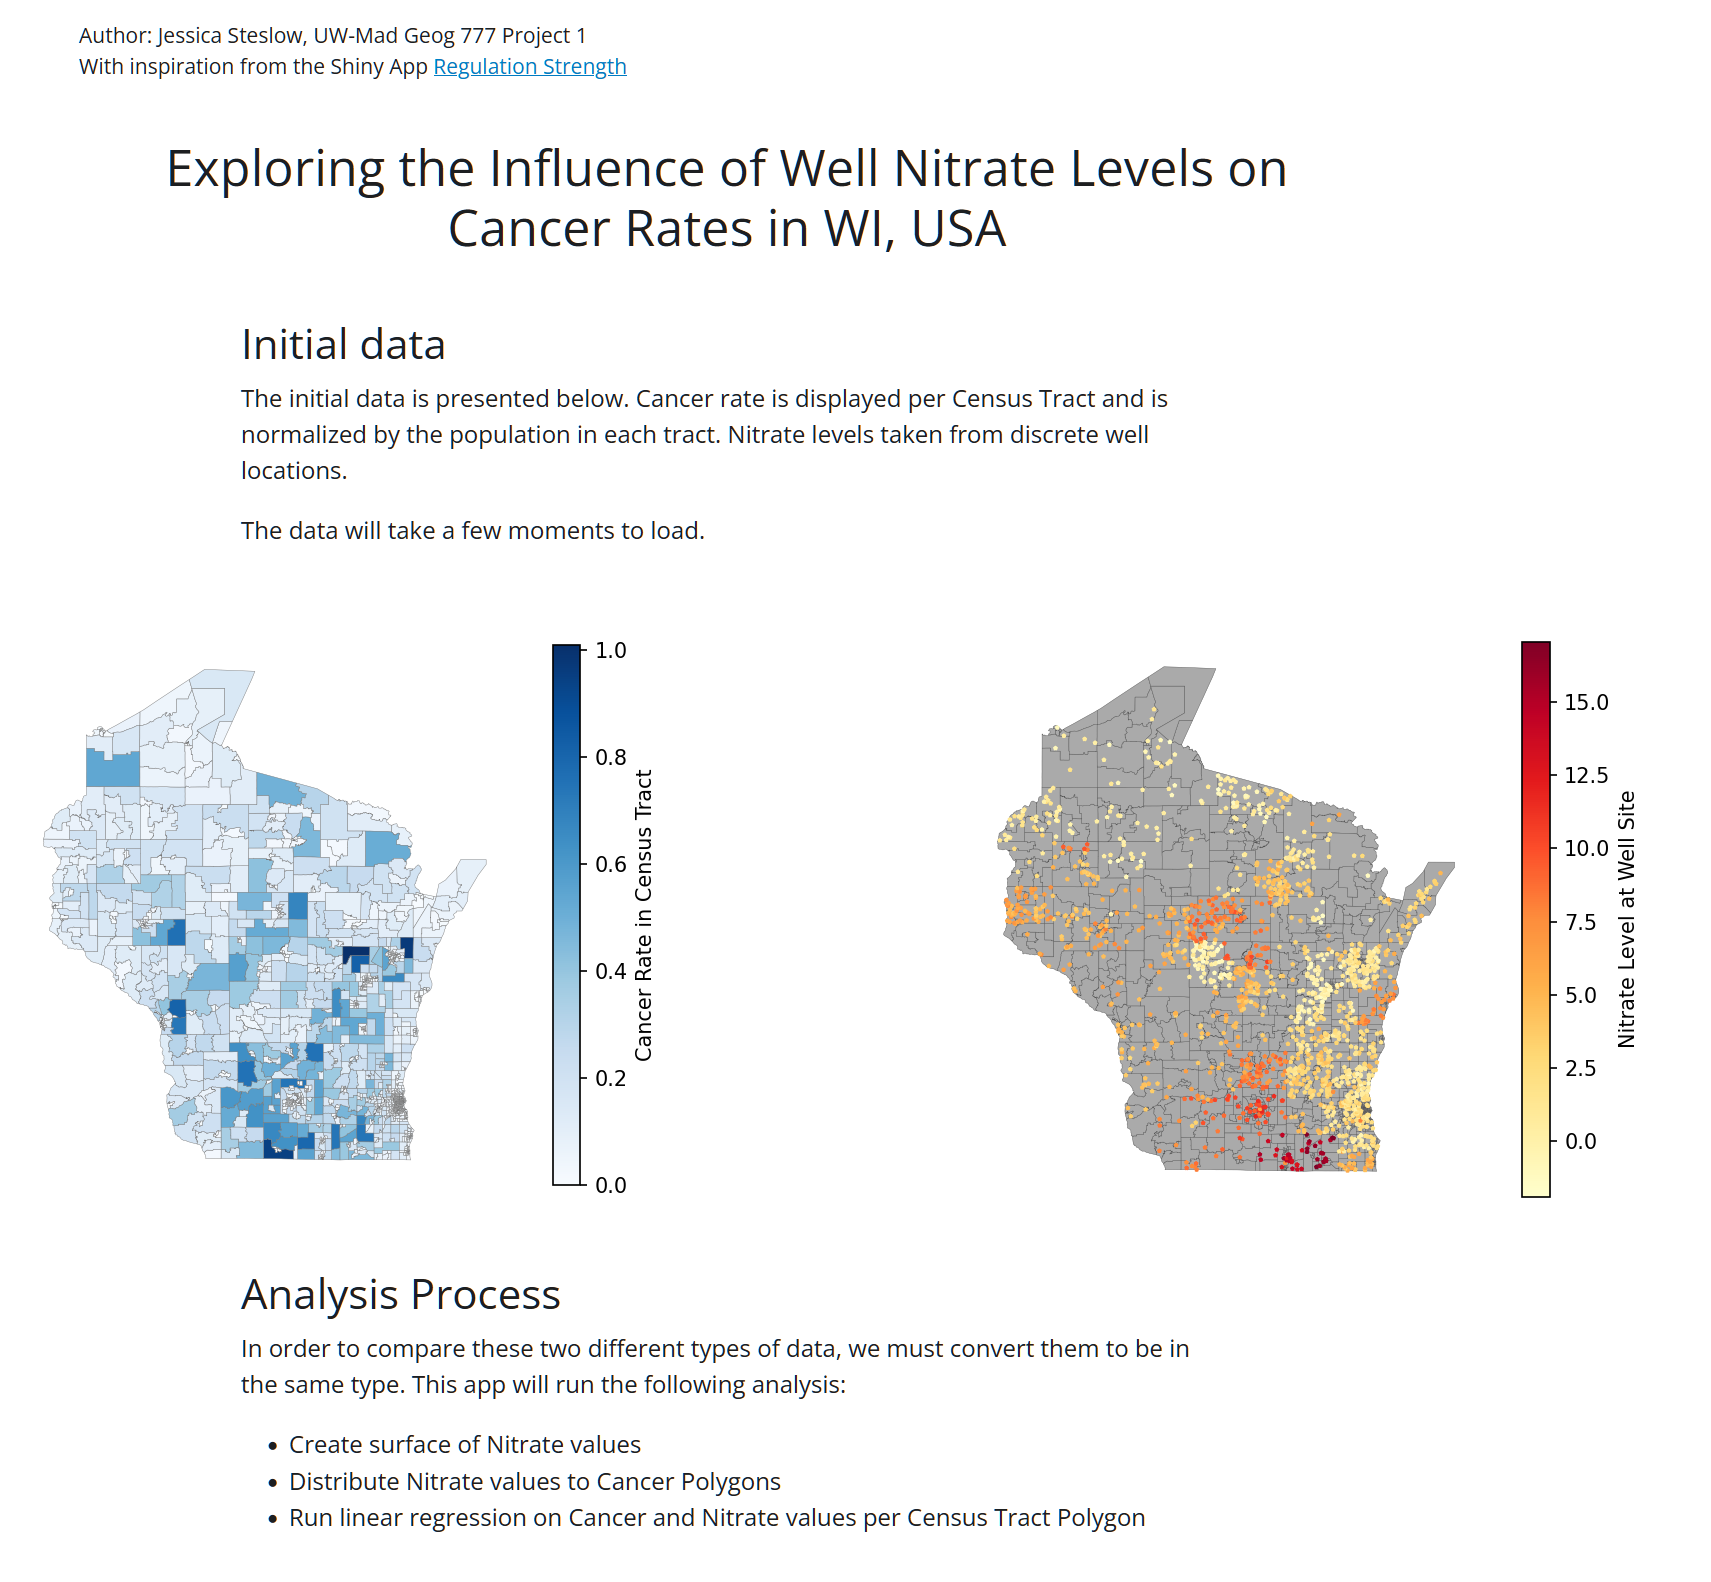 Author: Jessica Steslow, UW-Mad Geog 777 Project 1
With inspiration from the Shiny App Regulation Strength
Exploring the Influence of Well Nitrate Levels on
Cancer Rates in WI, USA
Initial data
The initial data is presented below. Cancer rate is displayed per Census Tract and is
normalized by the population in each tract. Nitrate levels taken from discrete well
locations.
The data will take a few moments to load.
1.0
0.8
0.6
0.4
0.2
0.0
Cancer Rate in Census Tract
15.0
12.5
10.0
7.5
5.0
2.5
0.0
Nitrate Level at Well Site
Analysis Process
In order to compare these two different types of data, we must convert them to be in
the same type. This app will run the following analysis:
• Create surface of Nitrate values
• Distribute Nitrate values to Cancer Polygons
• Run linear regression on Cancer and Nitrate values per Census Tract Polygon